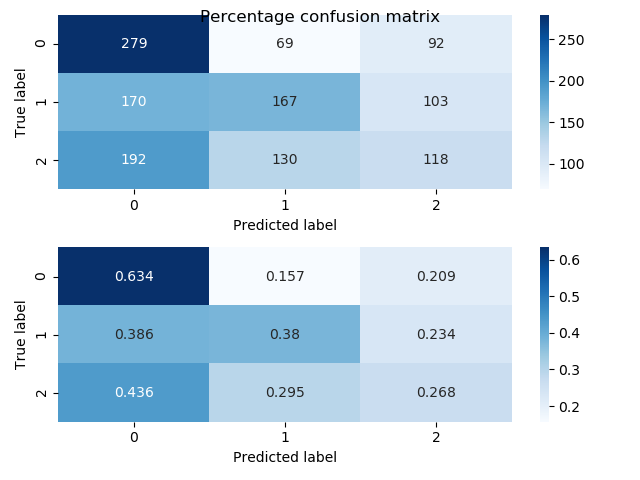 Percentage confusion matrix
0 279 69 92
1 170 167 103
2 192 130 118
0 1 2
True label
Predicted label
250
200
150
100
0 0.634 0.157 0.209
1 0.386 0.38 0.234
2 0.436 0.295 0.268
0 1 2
True label
Predicted label
0.6
0.5
0.4
0.3
0.2